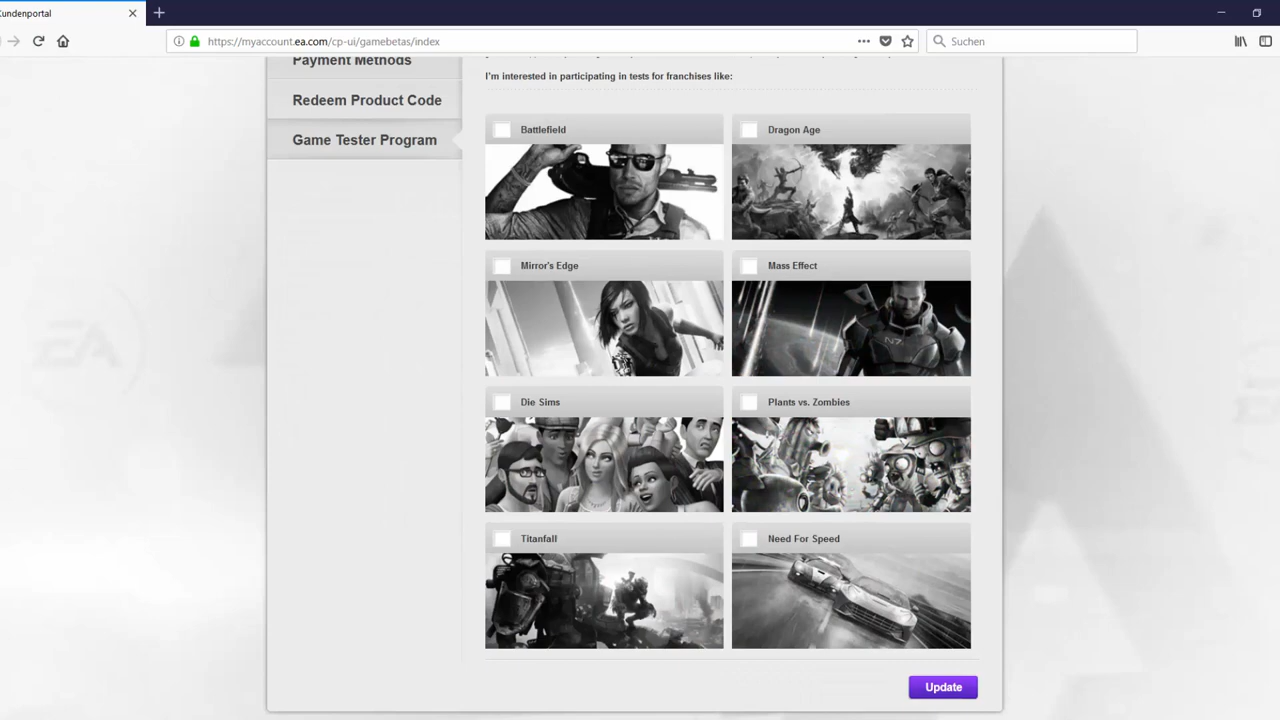 Kundenportal
https://myaccount.ea.com/cp-ui/gamebetas/index
Suchen
Payment Methods
Redeem Product Code
Game Tester Program
I'm interested in participating in tests for franchises like:
Battlefield
Dragon Age
Mirror's Edge
Mass Effect
N7
Die Sims
Plants vs. Zombies
Titanfall
Need For Speed
Update
EA